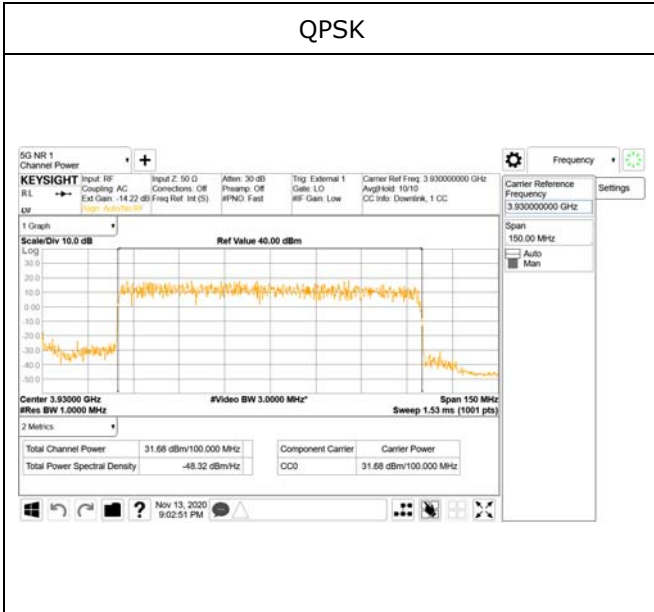 QPSK
5G NR 1
Channel Power
+
Frequency
KEYSIGHT
RL
Input: RF
Coupling: AC
Ext Gain: -14.22 dB
Align: Auto/No RF
Input Z: 50 Ω
Corrections: Off
Freq Ref: Int (S)
Atten: 30 dB
Preamp: Off
#PNO: Fast
Trig: External 1
Gate: LO
#IF Gain: Low
Carrier Ref Freq: 3.930000000 GHz
Avg|Hold: 10/10
CC Info: Downlink, 1 CC
Carrier Reference
Frequency
3.930000000 GHz
Settings
Span
150.00 MHz
Auto
Man
1 Graph
Scale/Div 10.0 dB
Ref Value 40.00 dBm
Log
30.0
20.0
10.0
0.00
-10.0
-20.0
-30.0
-40.0
-50.0
Center 3.93000 GHz
#Video BW 3.0000 MHz*
Span 150 MHz
#Res BW 1.0000 MHz
Sweep 1.53 ms (1001 pts)
2 Metrics
Total Channel Power 31.68 dBm/100.000 MHz
Total Power Spectral Density -48.32 dBm/Hz
Component Carrier Carrier Power
CC0 31.68 dBm/100.000 MHz
?
Nov 13, 2020
9:02:51 PM